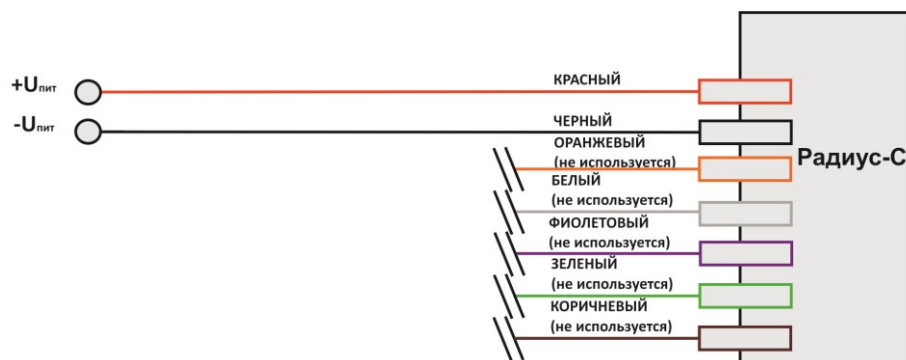 +Uпит
КРАСНЫЙ
-Uпит
ЧЕРНЫЙ
ОРАНЖЕВЫЙ
(не используется)
Радиус-С
БЕЛЫЙ
(не используется)
ФИОЛЕТОВЫЙ
(не используется)
ЗЕЛЕНЫЙ
(не используется)
КОРИЧНЕВЫЙ
(не используется)